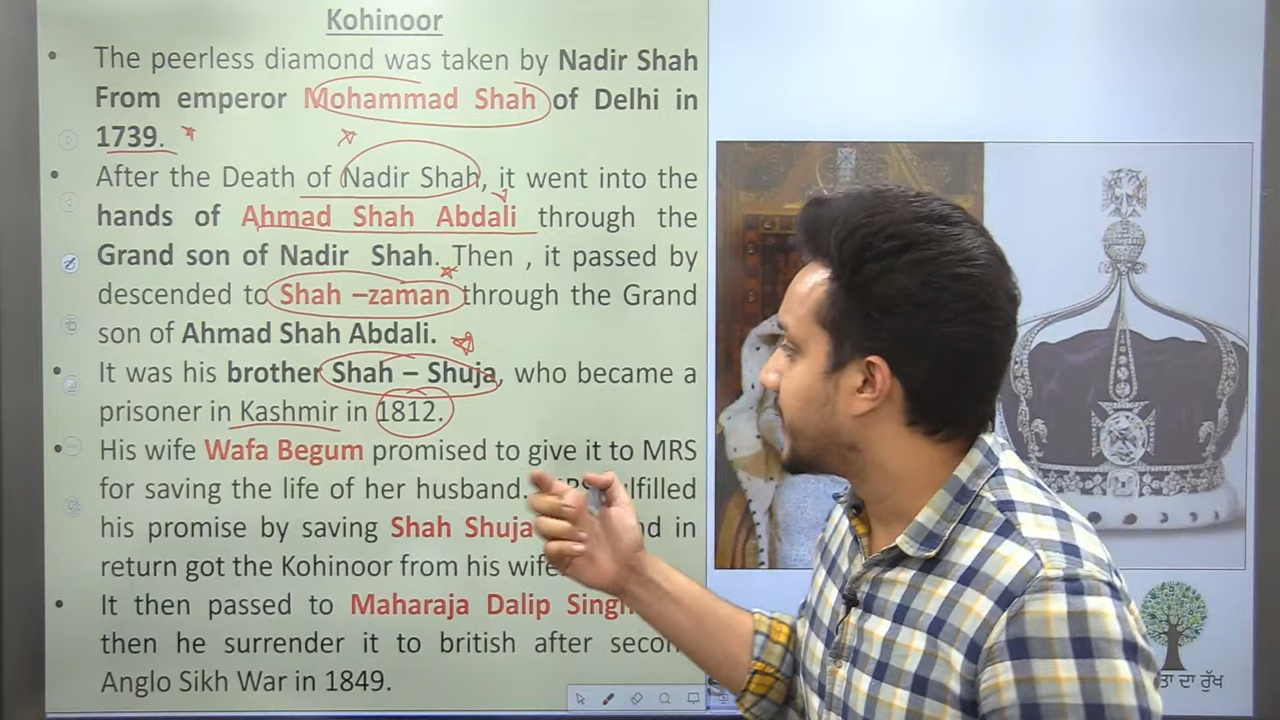 Kohinoor
• The peerless diamond was taken by Nadir Shah
From emperor Mohammad Shah of Delhi in
1739.
• After the Death of Nadir Shah, it went into the
hands of Ahmad Shah Abdali through the
Grand son of Nadir Shah. Then , it passed by
descended to Shah –zaman through the Grand
son of Ahmad Shah Abdali.
• It was his brother Shah – Shuja, who became a
prisoner in Kashmir in 1812.
• His wife Wafa Begum promised to give it to MRS
for saving the life of her husband.
his promise by saving Shah Shuja in
return got the Kohinoor from his wife.
• It then passed to Maharaja Dalip Singh
then he surrender it to british after
Anglo Sikh War in 1849.
ਦਾ ਰੁੱਖ